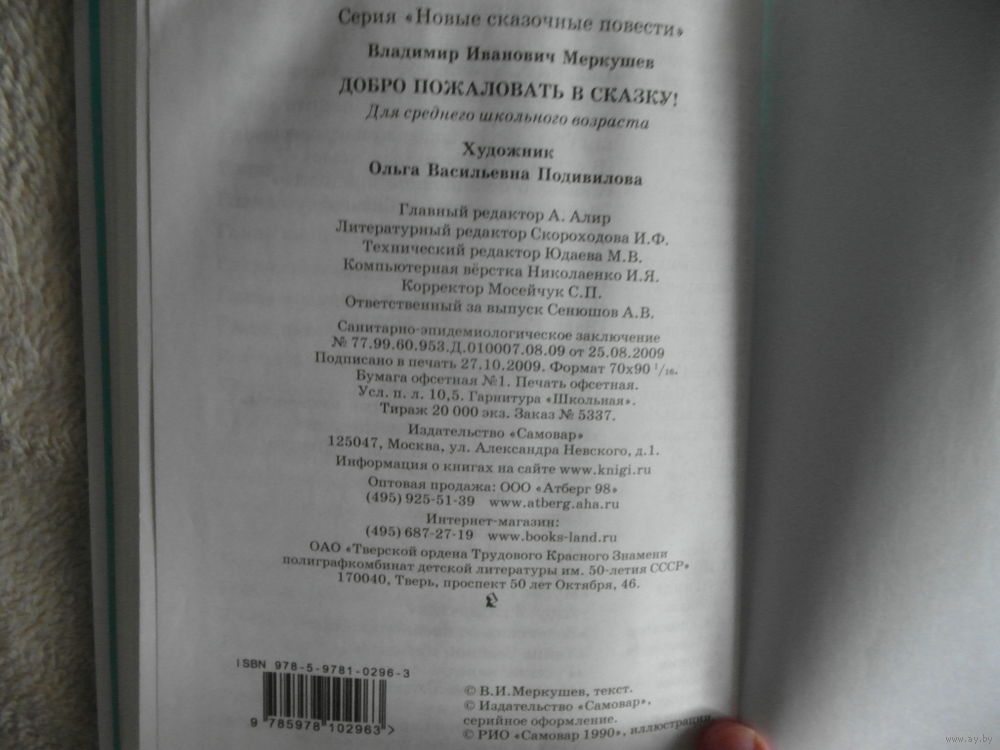 Серия «Новые сказочные повести»
Владимир Иванович Меркушев
ДОБРО ПОЖАЛОВАТЬ В СКАЗКУ!
Для среднего школьного возраста
Художник
Ольга Васильевна Подивилова
Главный редактор А. Алир
Литературный редактор Скороходова И.Ф.
Технический редактор Юдаева М.В.
Компьютерная вёрстка Николаенко И.Я.
Корректор Мосейчук С.П.
Ответственный за выпуск Сенюшов А.В.
Санитарно-эпидемиологическое заключение
№ 77.99.60.953.Д.010007.08.09 от 25.08.2009
Подписано в печать 27.10.2009. Формат 70х90 1/16.
Бумага офсетная №1. Печать офсетная.
Усл. п. л. 10,5. Гарнитура «Школьная».
Тираж 20 000 экз. Заказ № 5337.
Издательство «Самовар»
125047, Москва, ул. Александра Невского, д.1.
Информация о книгах на сайте www.knigi.ru
Оптовая продажа: ООО «Атберг 98»
(495) 925-51-39 www.atberg.aha.ru
Интернет-магазин:
(495) 687-27-19 www.books-land.ru
ОАО «Тверской ордена Трудового Красного Знамени
полиграфкомбинат детской литературы им. 50-летия СССР»
170040, Тверь, проспект 50 лет Октября, 46.
ISBN 978-5-9781-0296-3
9 785978 102963>
© В.И.Меркушев, текст.
© Издательство «Самовар»,
серийное оформление.
© РИО «Самовар 1990», иллюстрации
www.ay.by